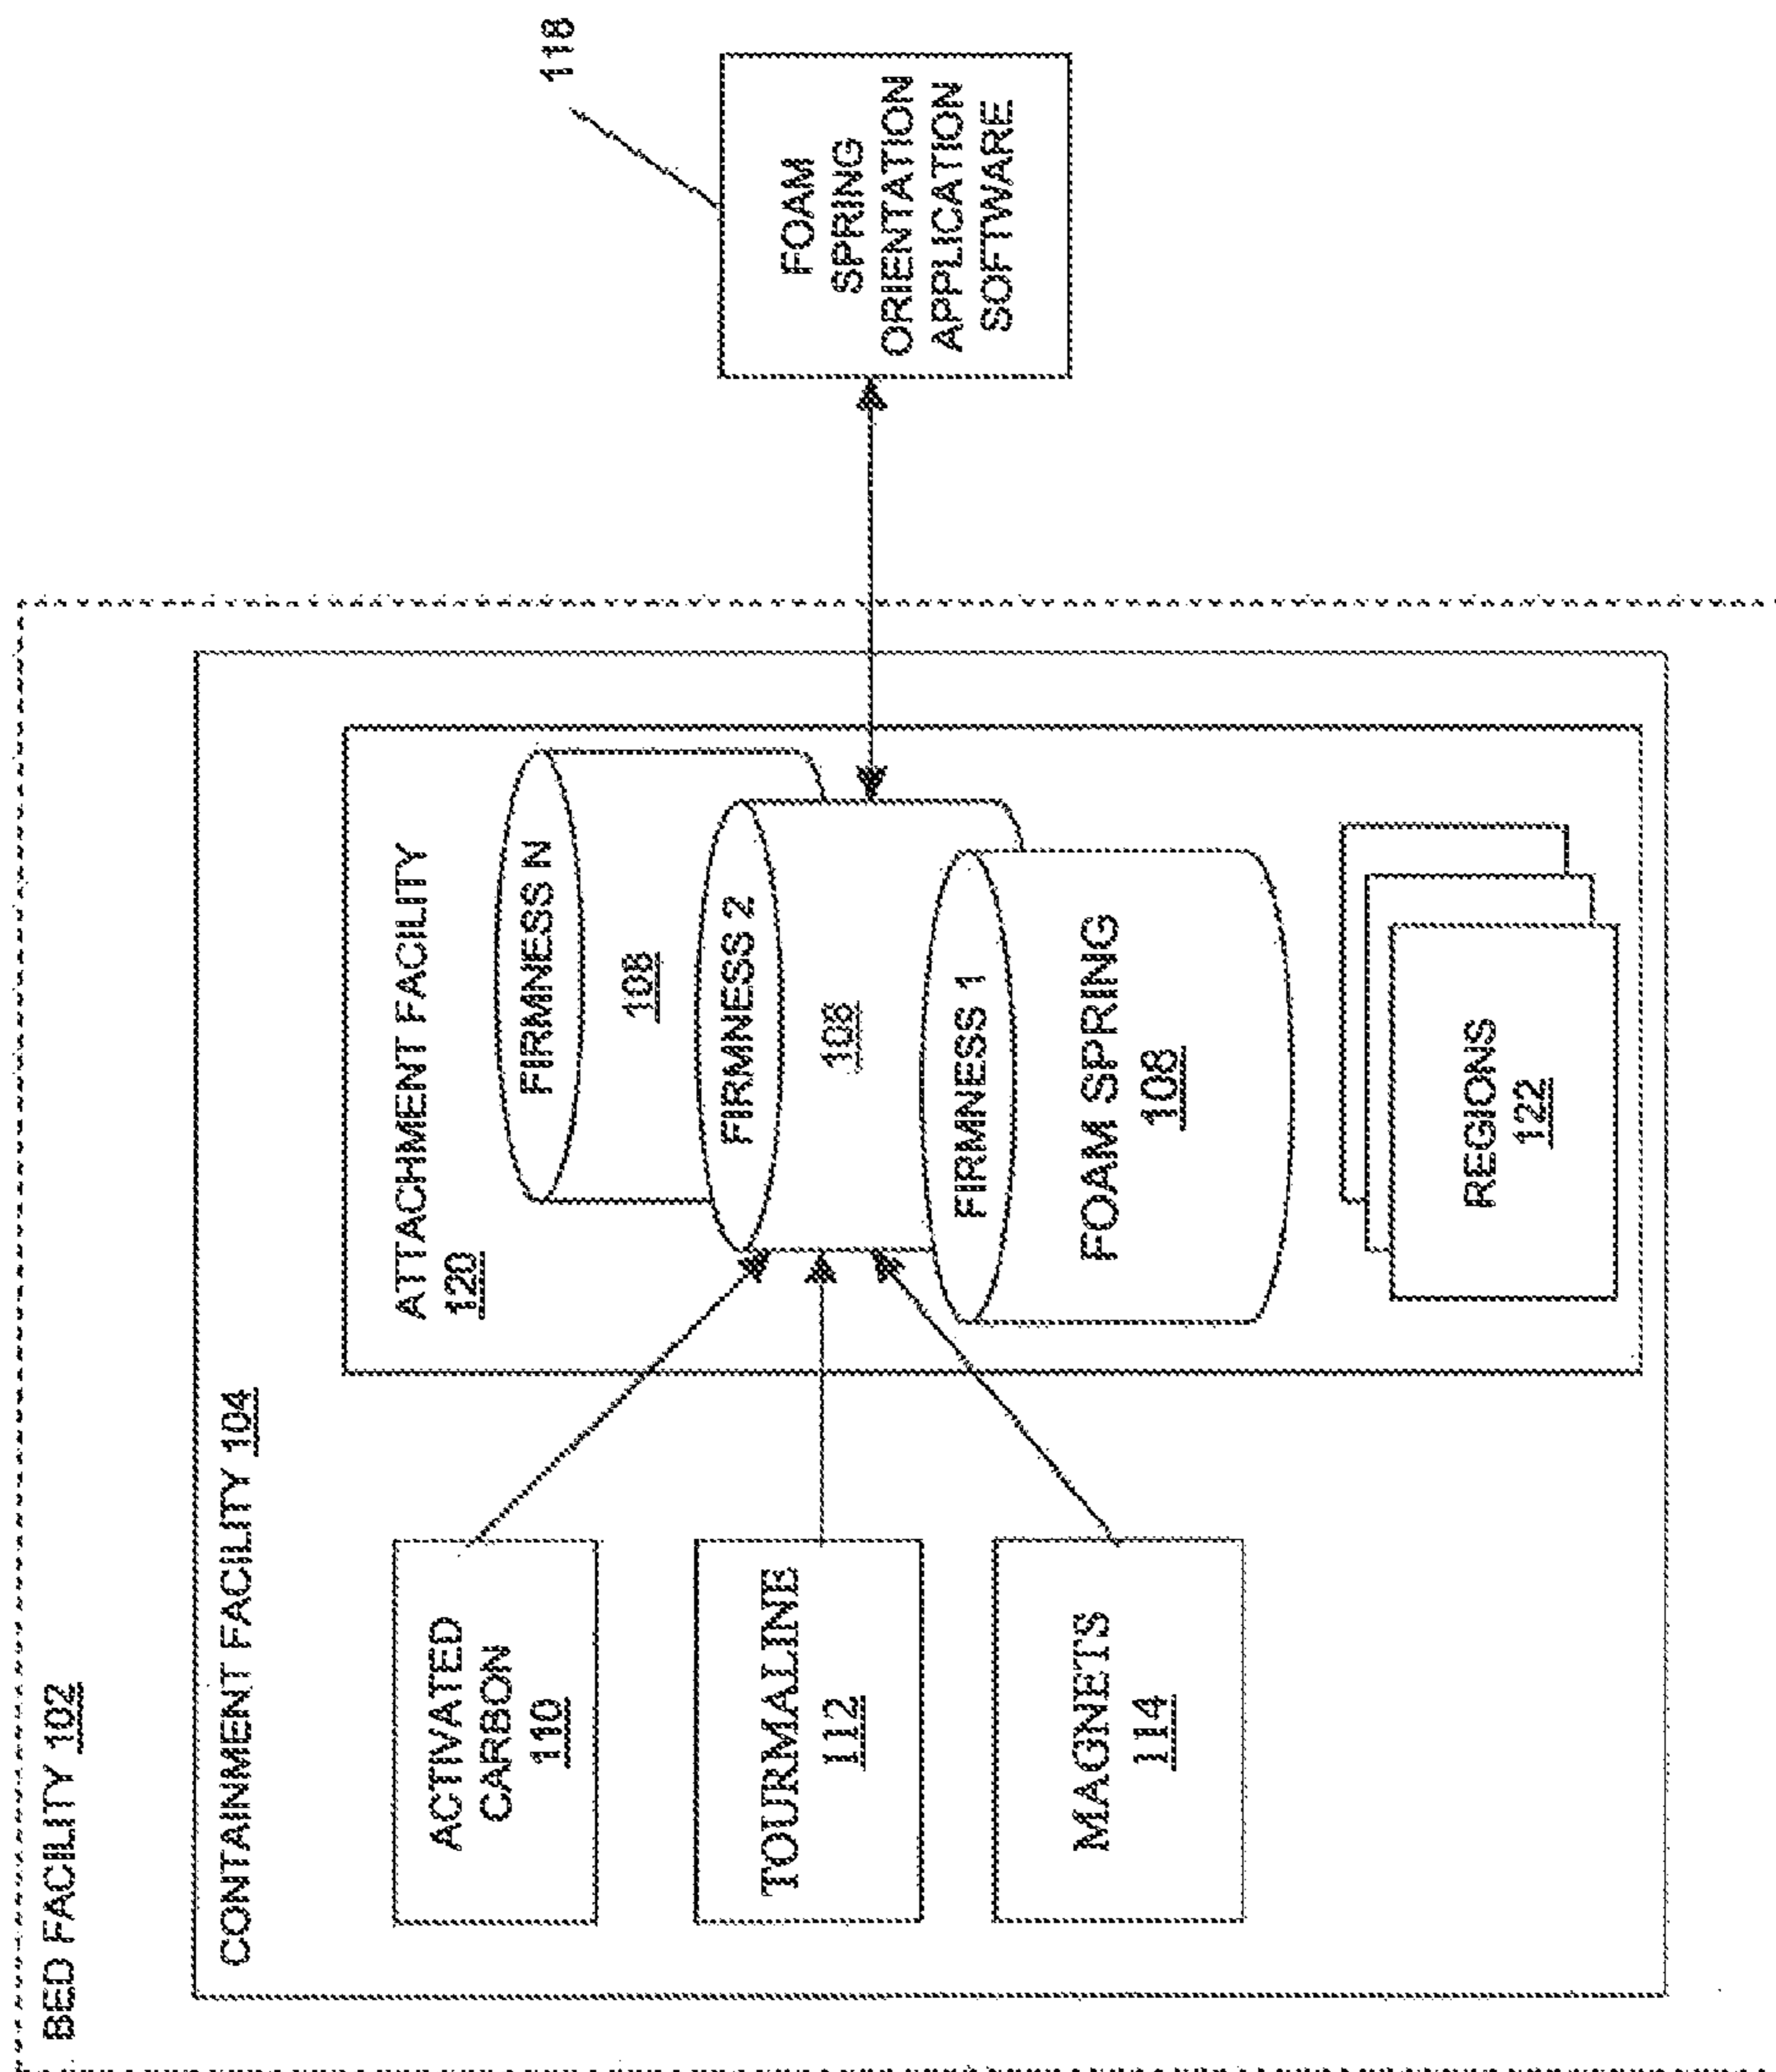 BED FACILITY 102
CONTAINMENT FACILITY 104
ACTIVATED
CARBON
110
TOURMALINE
112
MAGNETS
114
ATTACHMENT FACILITY
120
FIRMNESS N
108
FIRMNESS 2
108
FIRMNESS 1
FOAM SPRING
108
REGIONS
122
118
FOAM
SPRING
ORIENTATION
APPLICATION
SOFTWARE